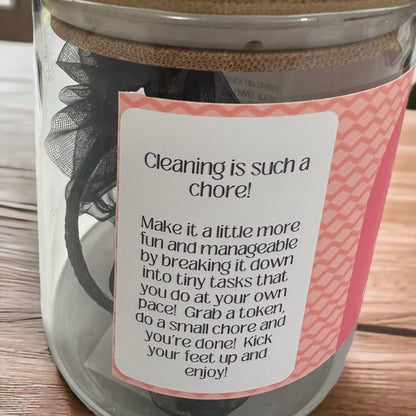 Cleaning is such a
chore!
Make it a little more
fun and manageable
by breaking it down
into tiny tasks that
you do at your own
pace! Grab a token,
do a small chore and
you're done! Kick
your feet up and
enjoy!